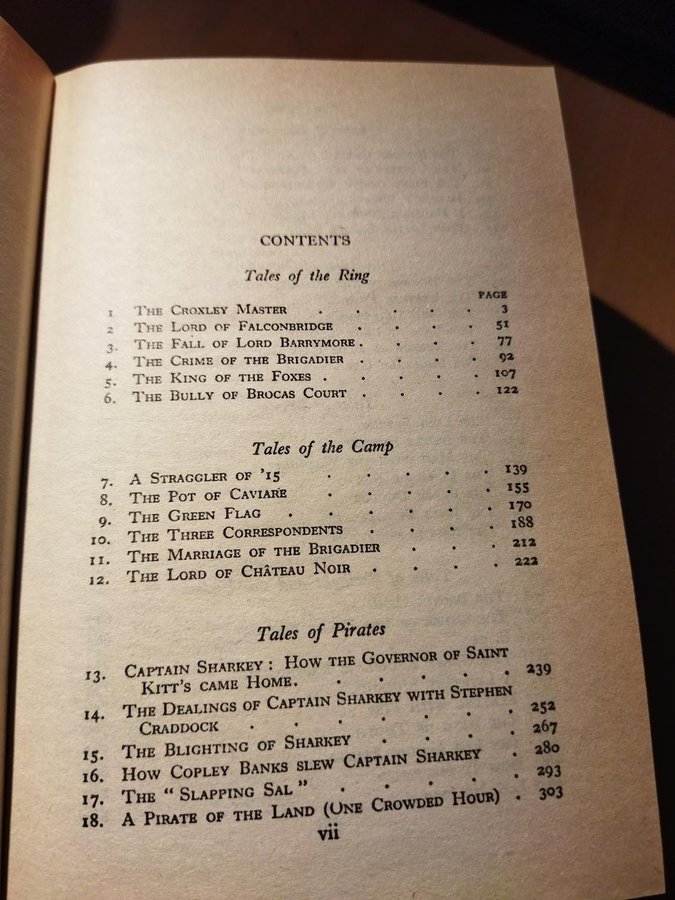 CONTENTS
Tales of the Ring
PAGE
1 The Croxley Master . . . . . 3
2 The Lord of Falconbridge . . . . 51
3. The Fall of Lord Barrymore . . . . 77
4. The Crime of the Brigadier . . . . 92
5. The King of the Foxes . . . . . 107
6. The Bully of Brocas Court . . . . 122
Tales of the Camp
7. A Straggler of '15 . . . . . 139
8. The Pot of Caviare . . . . . 155
9. The Green Flag . . . . . 170
10. The Three Correspondents . . . . 188
11. The Marriage of the Brigadier . . . 212
12. The Lord of Château Noir . . . . 222
Tales of Pirates
13. Captain Sharkey : How the Governor of Saint
Kitt's came Home . . . . . . 239
14. The Dealings of Captain Sharkey with Stephen
Craddock . . . . . . . 252
15. The Blighting of Sharkey . . . . 267
16. How Copley Banks slew Captain Sharkey . 280
17. The “ Slapping Sal ” . . . . . 293
18. A Pirate of the Land (One Crowded Hour) . 303
vii